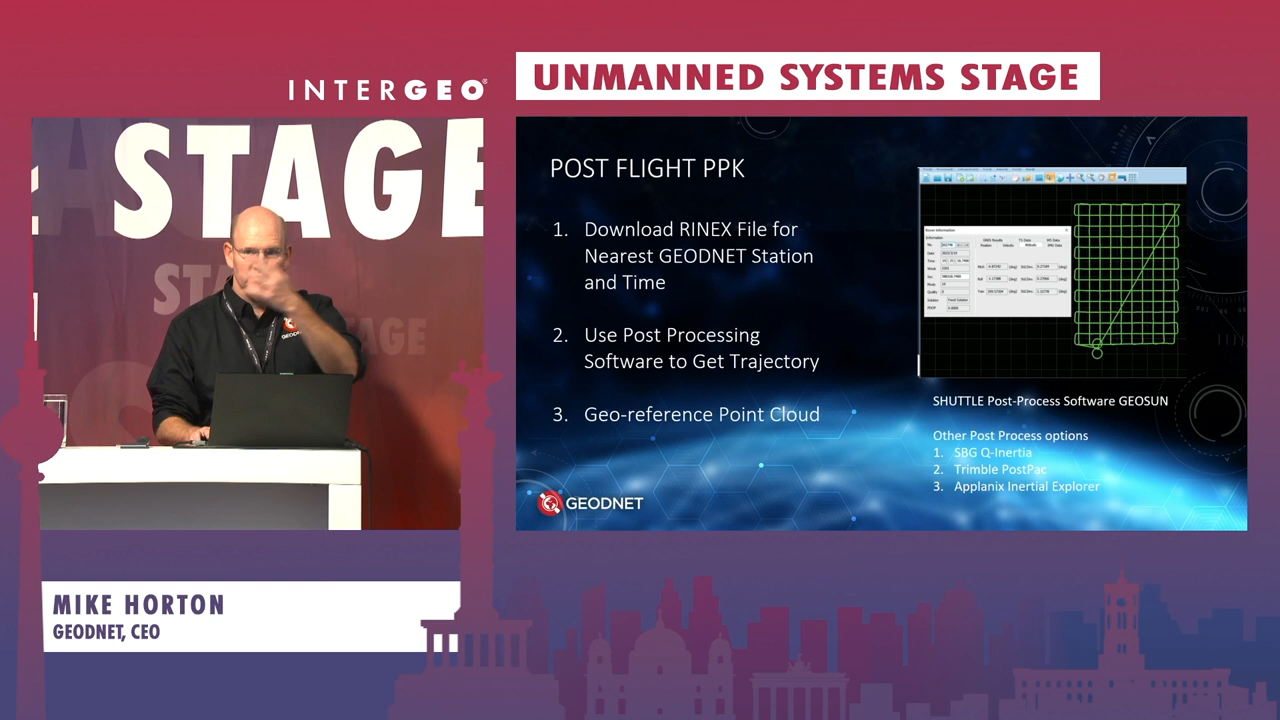 INTERGEO®
UNMANNED SYSTEMS STAGE
STAGE
STAGE
GEODNET
POST FLIGHT PPK
1. Download RINEX File for
Nearest GEODNET Station
and Time
2. Use Post Processing
Software to Get Trajectory
3. Geo-reference Point Cloud
SHUTTLE Post-Process Software GEOSUN
Other Post Process options
1. SBG Q-Inertia
2. Trimble PostPac
3. Applanix Inertial Explorer
GEODNET
MIKE HORTON
GEODNET, CEO